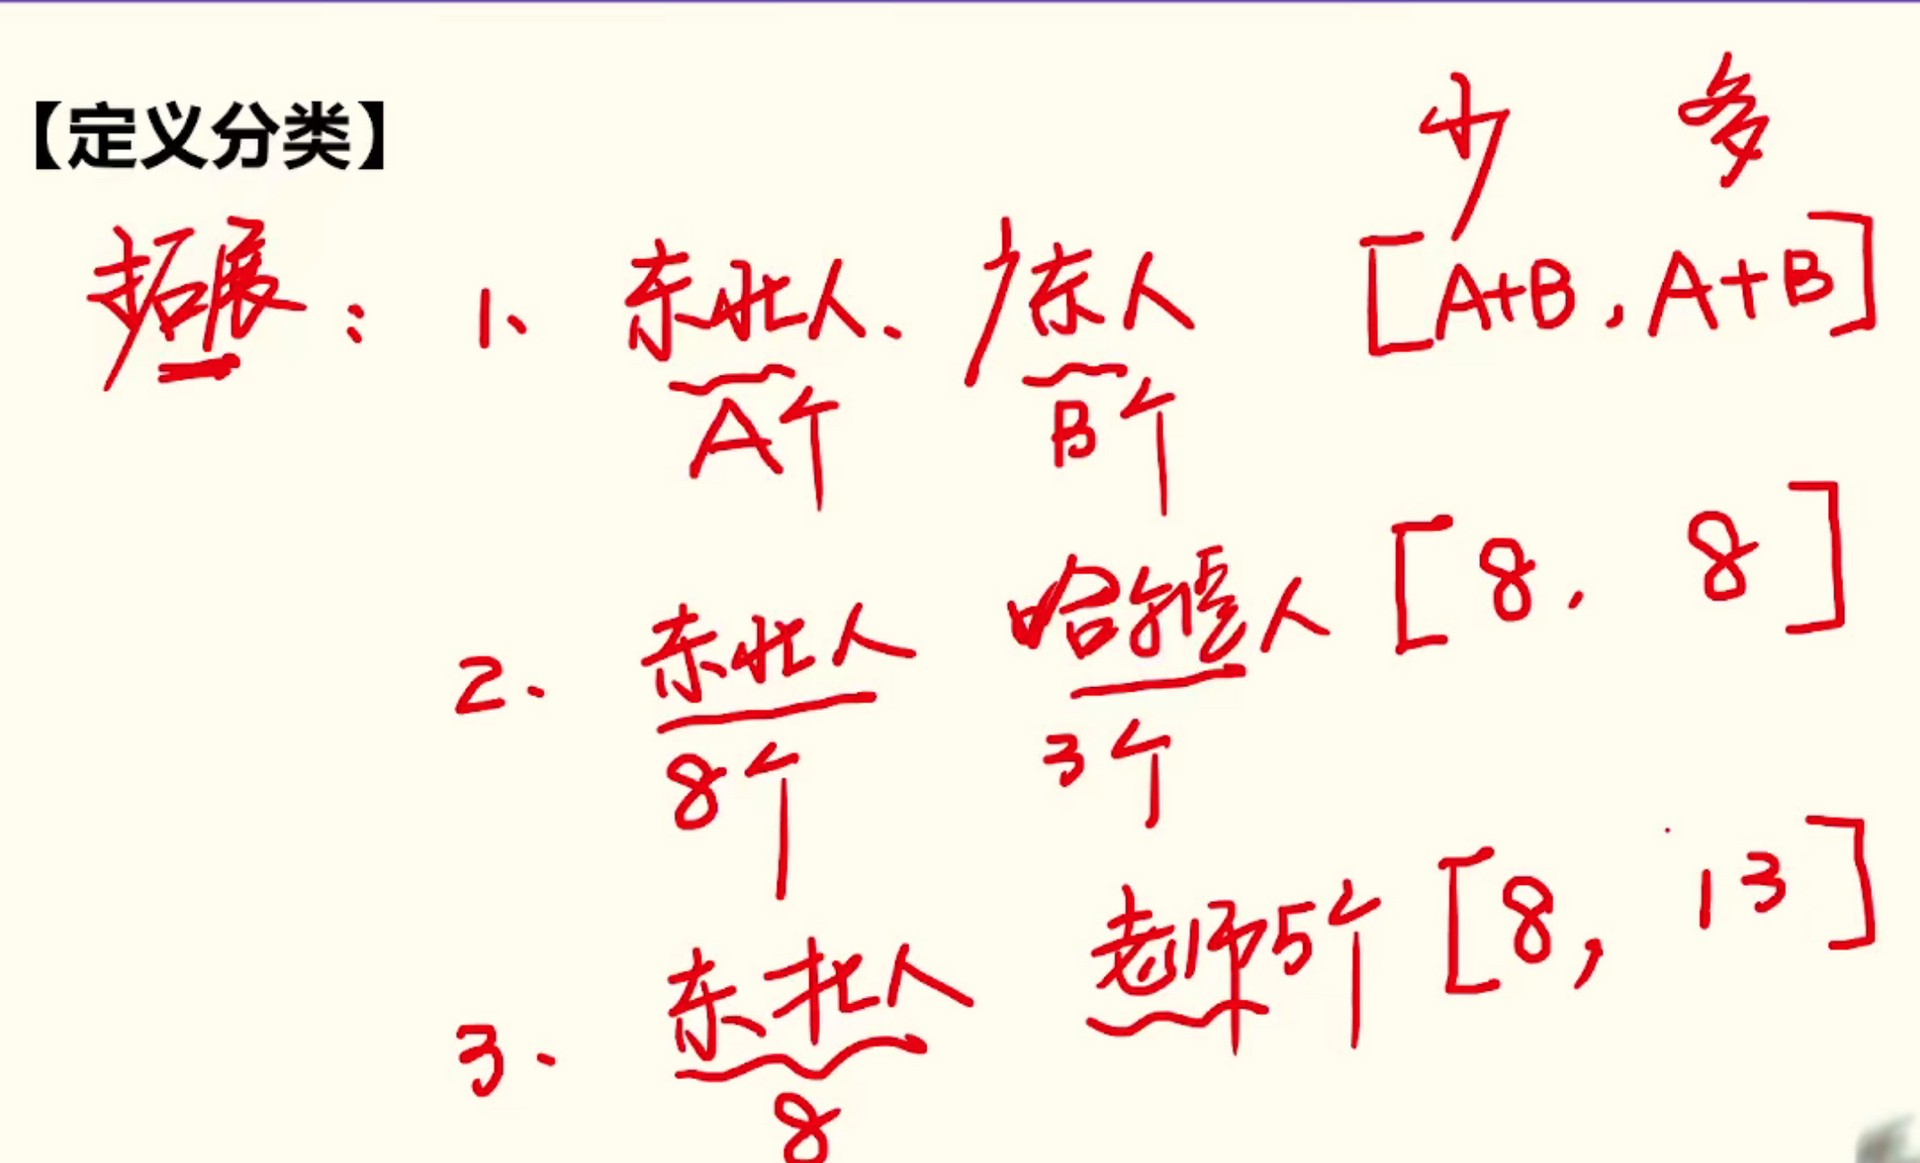 【定义分类】
少 多
拓展：1、东北人、广东人 [A+B，A+B]
A个 B个
2、东北人 哈尔滨人 [8，8]
8个 3个
3、东北人 老师5个 [8，13]
8